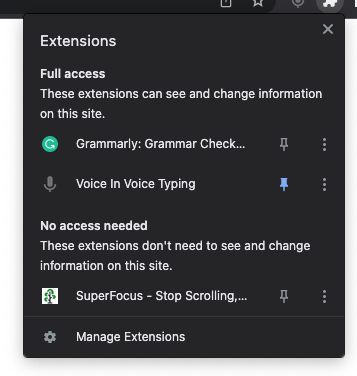 Extensions
Full access
These extensions can see and change information
on this site.
Grammarly: Grammar Check...
Voice In Voice Typing
No access needed
These extensions don't need to see and change
information on this site.
SuperFocus - Stop Scrolling,...
Manage Extensions